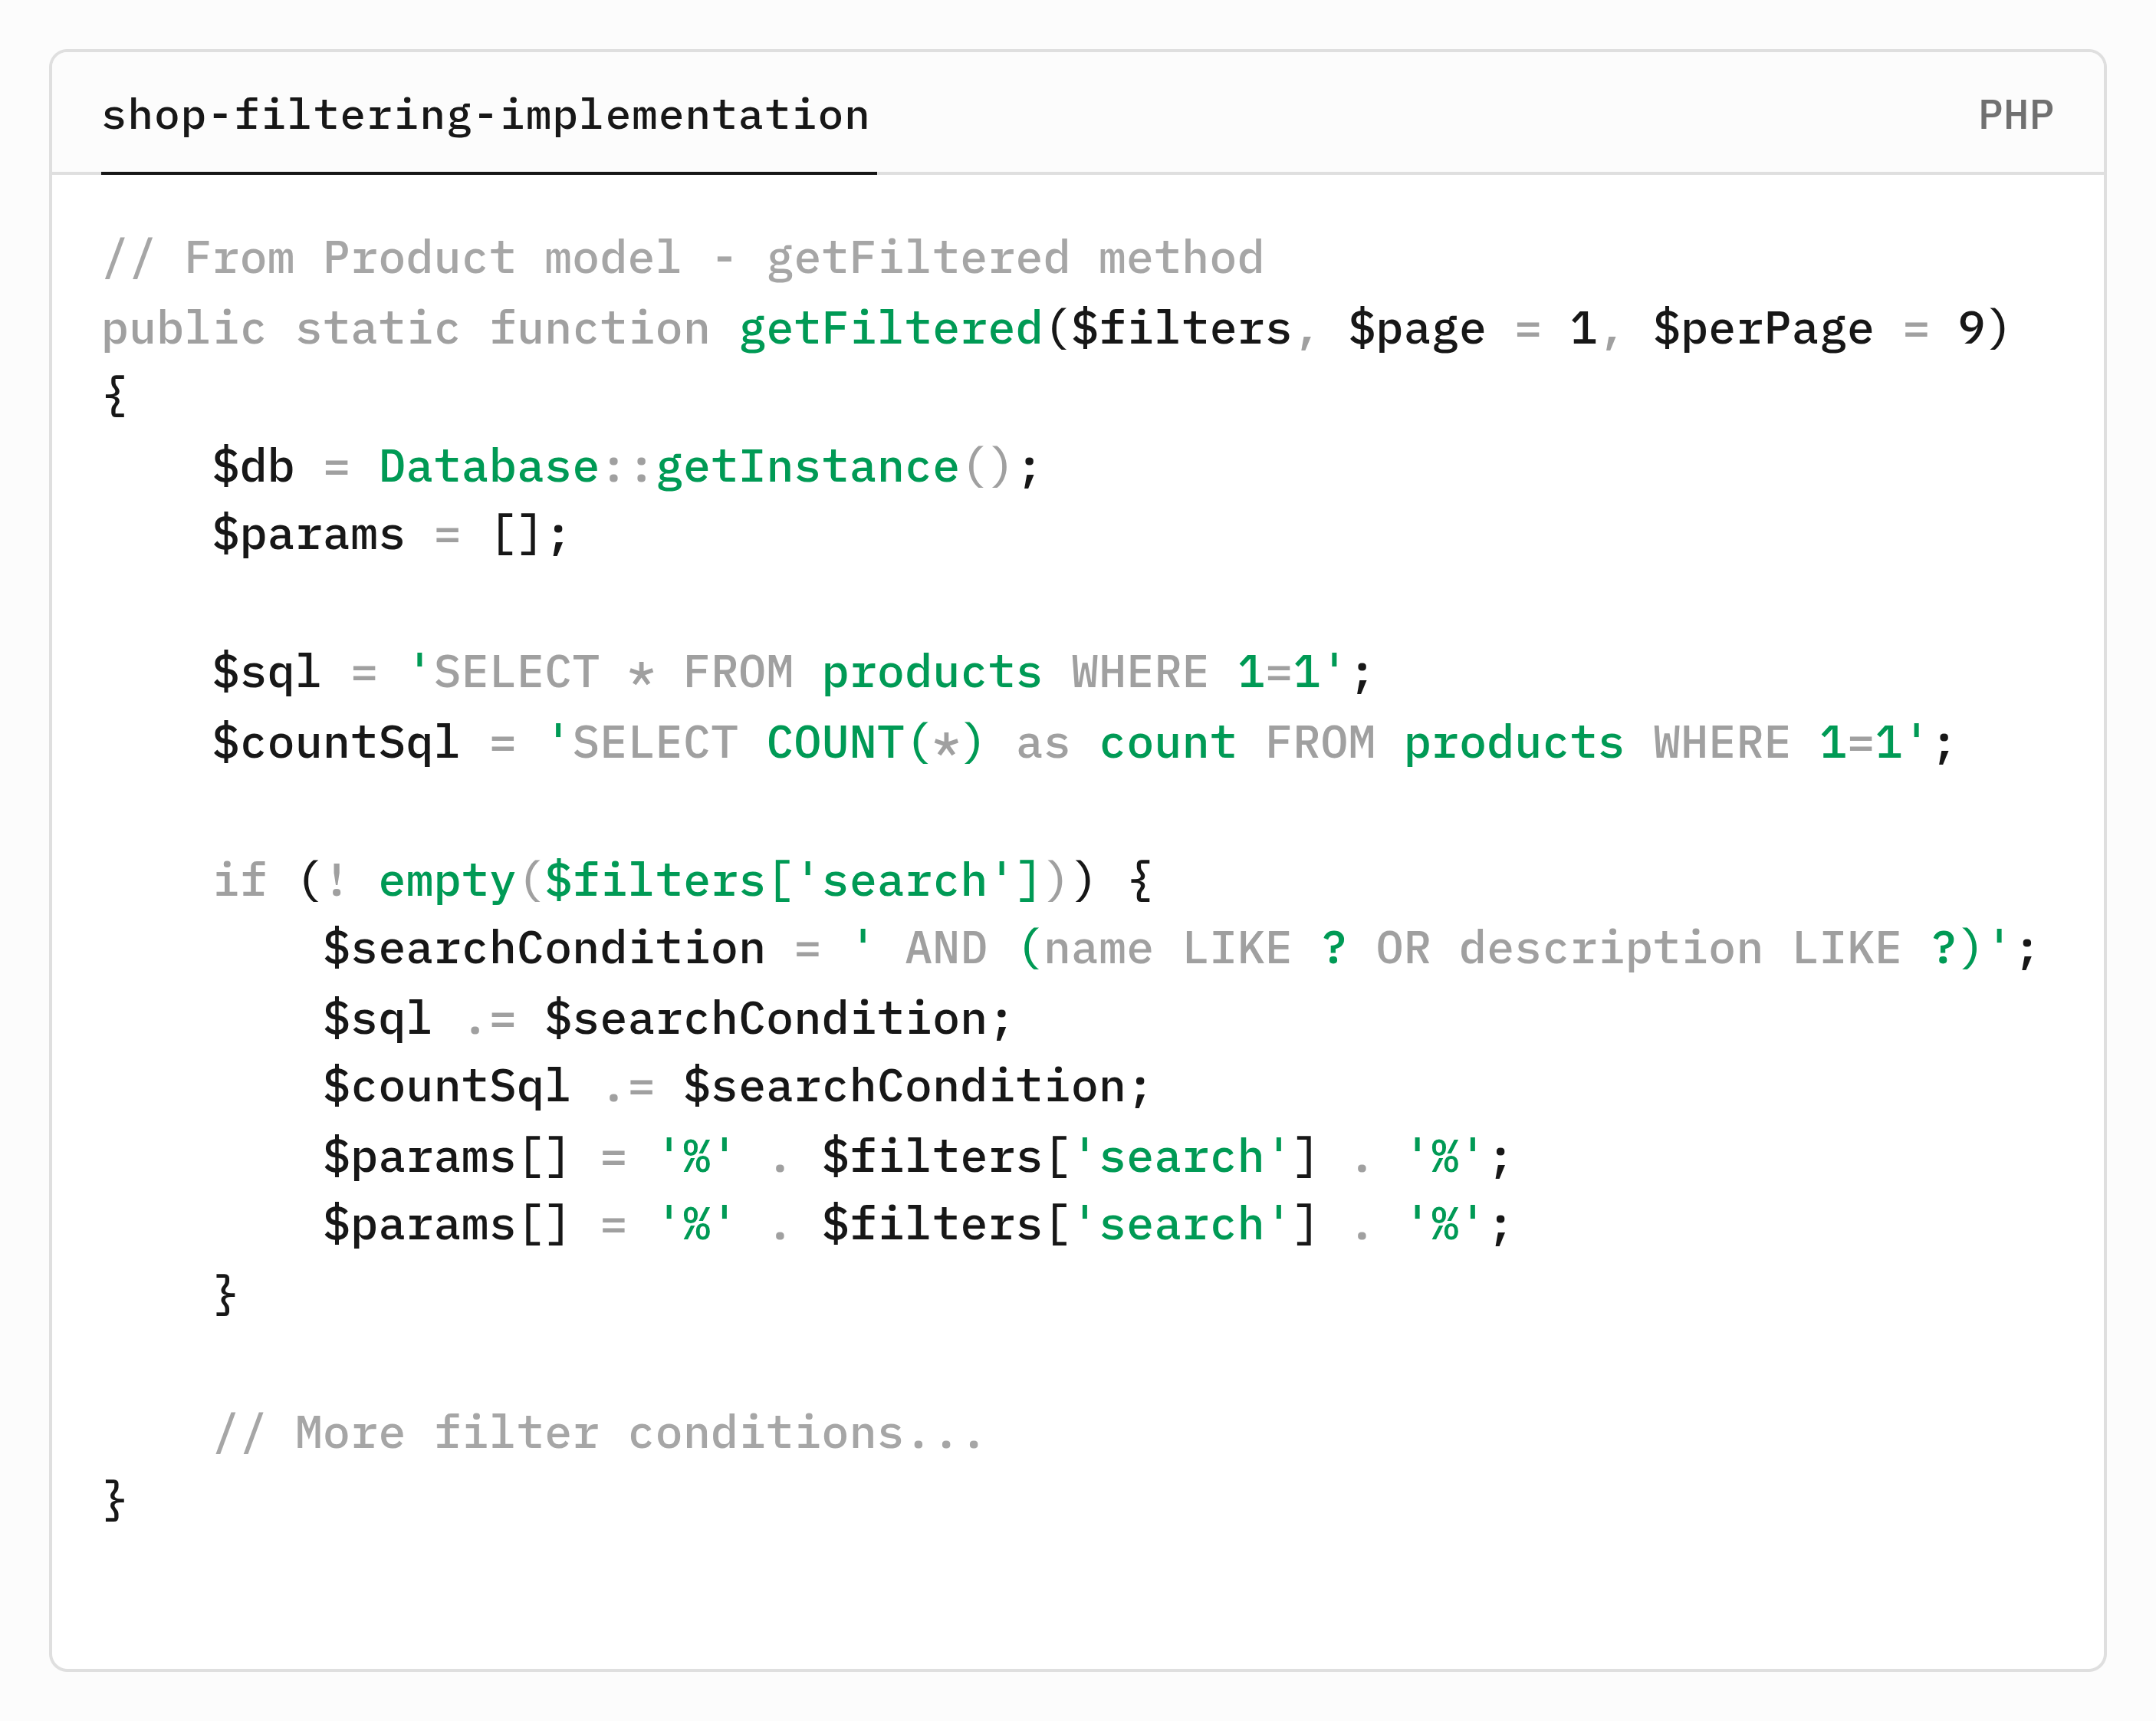 shop-filtering-implementation
PHP
// From Product model - getFiltered method
public static function getFiltered($filters, $page = 1, $perPage = 9)
{
    $db = Database::getInstance();
    $params = [];

    $sql = 'SELECT * FROM products WHERE 1=1';
    $countSql = 'SELECT COUNT(*) as count FROM products WHERE 1=1';

    if (! empty($filters['search'])) {
        $searchCondition = ' AND (name LIKE ? OR description LIKE ?)';
        $sql .= $searchCondition;
        $countSql .= $searchCondition;
        $params[] = '%' . $filters['search'] . '%';
        $params[] = '%' . $filters['search'] . '%';
    }

    // More filter conditions...
}